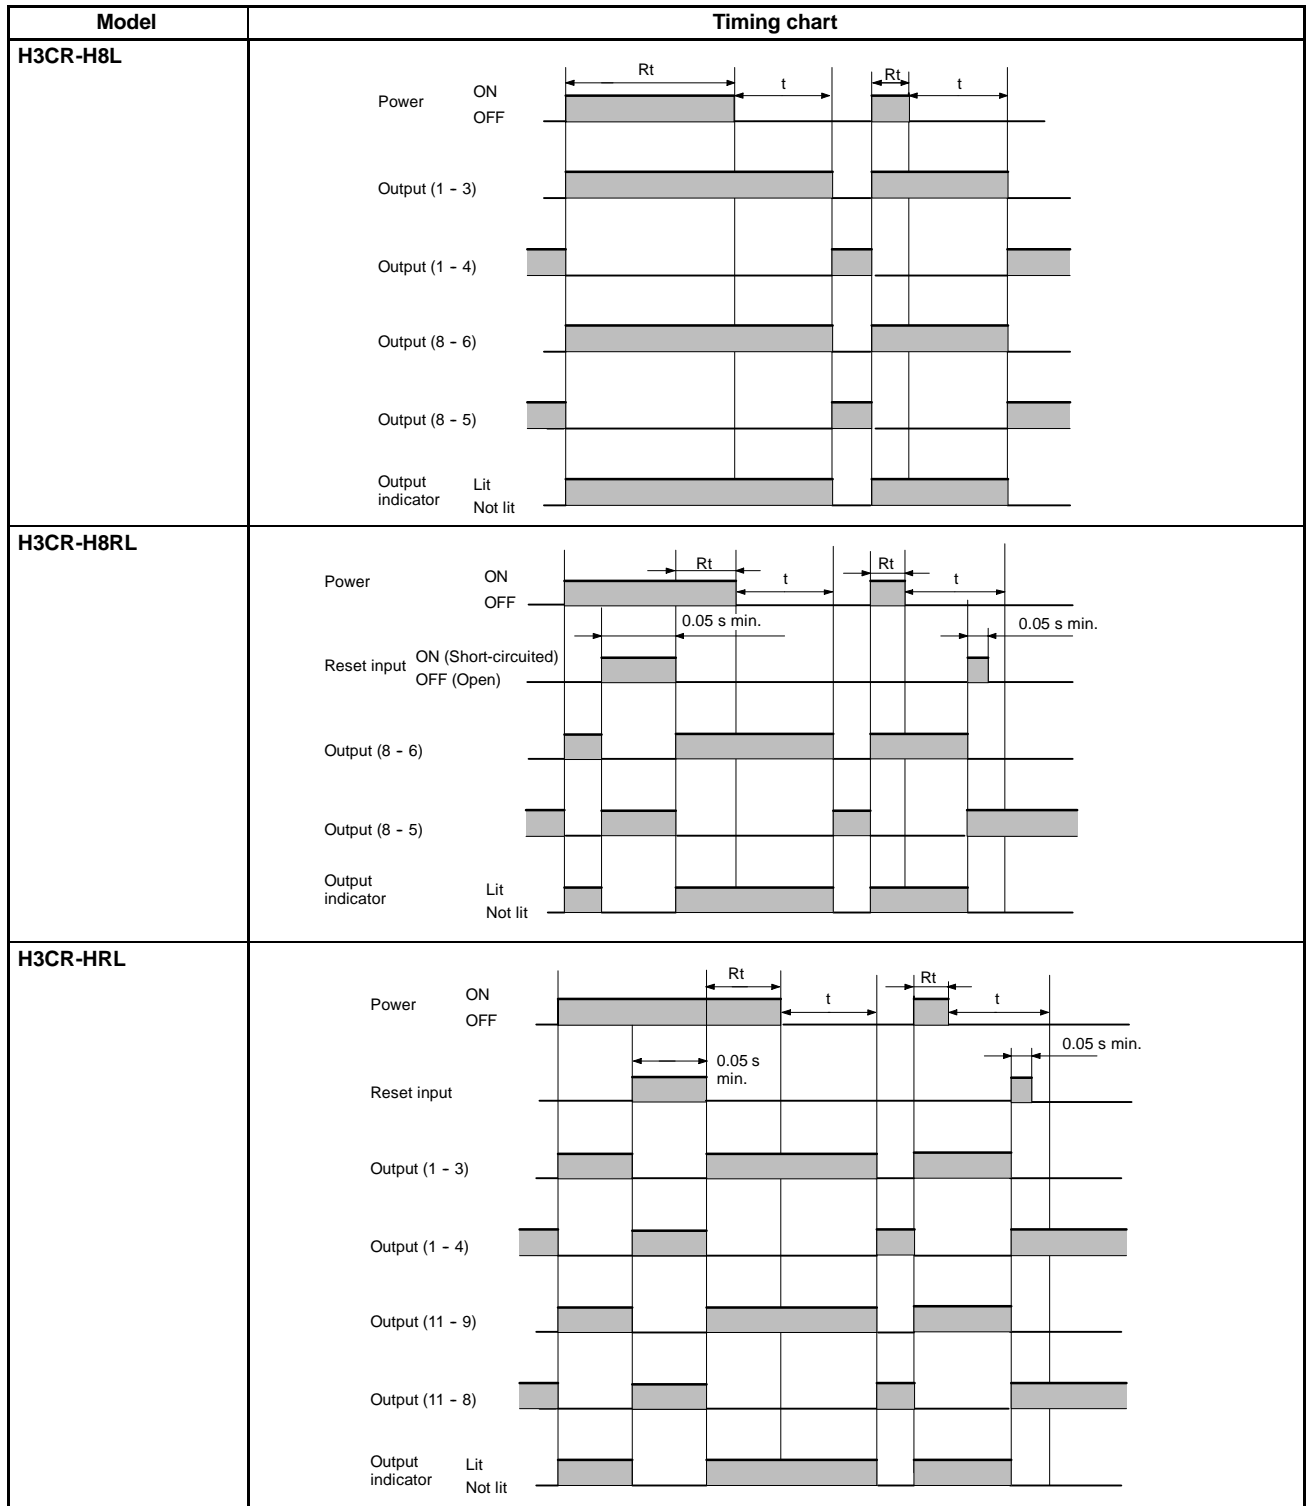 Model Timing chart
H3CR-H8L
Rt t Rt t
Power ON
OFF
Output (1 - 3)
Output (1 - 4)
Output (8 - 6)
Output (8 - 5)
Output indicator Lit
Not lit
H3CR-H8RL
Rt t Rt t
Power ON
OFF
0.05 s min. 0.05 s min.
Reset input ON (Short-circuited)
OFF (Open)
Output (8 - 6)
Output (8 - 5)
Output
indicator Lit
Not lit
H3CR-HRL
Rt t Rt t
Power ON
OFF
0.05 s min. 0.05 s min.
Reset input
Output (1 - 3)
Output (1 - 4)
Output (11 - 9)
Output (11 - 8)
Output
indicator Lit
Not lit